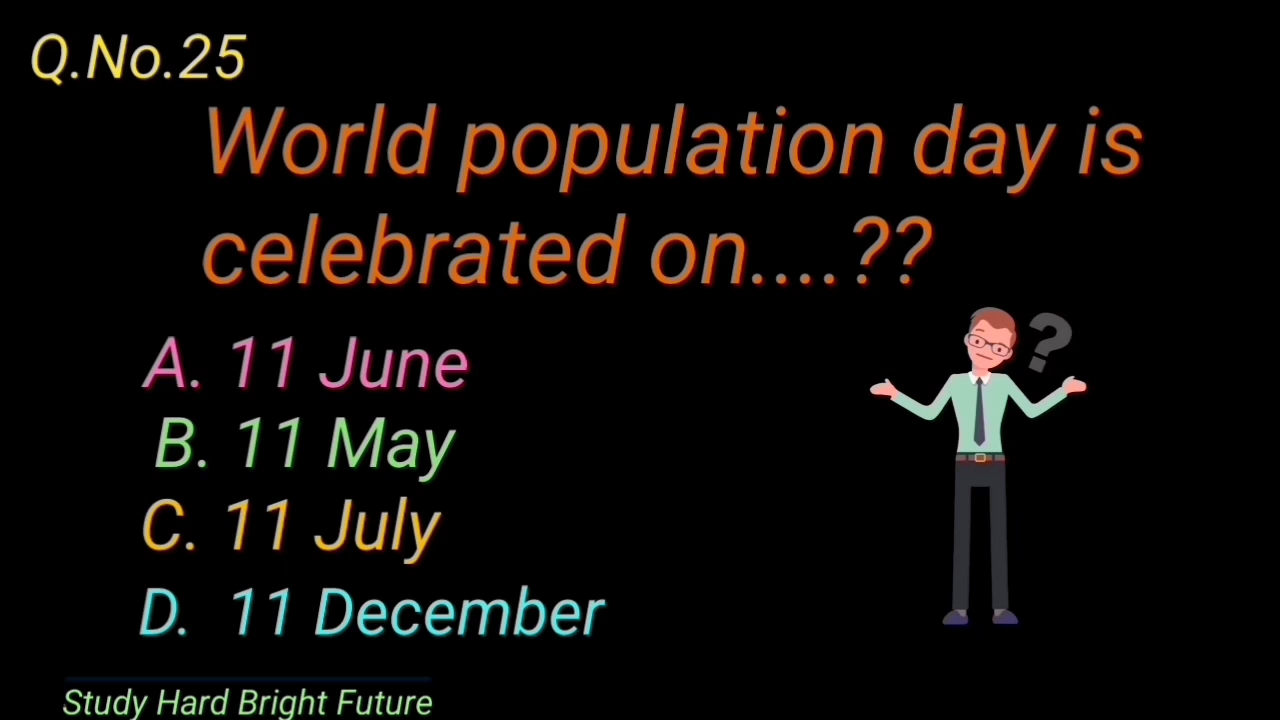 Q.No.25
World population day is
celebrated on....??
?
A. 11 June
B. 11 May
C. 11 July
D. 11 December
Study Hard Bright Future